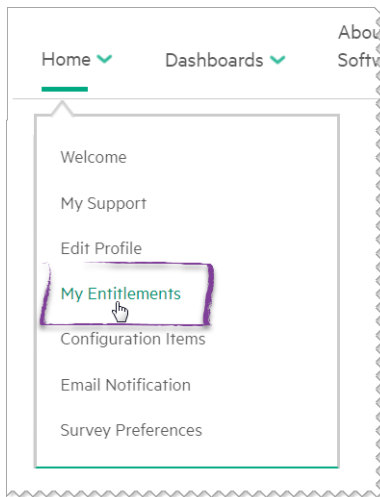 Home
Dashboards
Welcome
My Support
Edit Profile
My Entitlements
Configuration Items
Email Notification
Survey Preferences